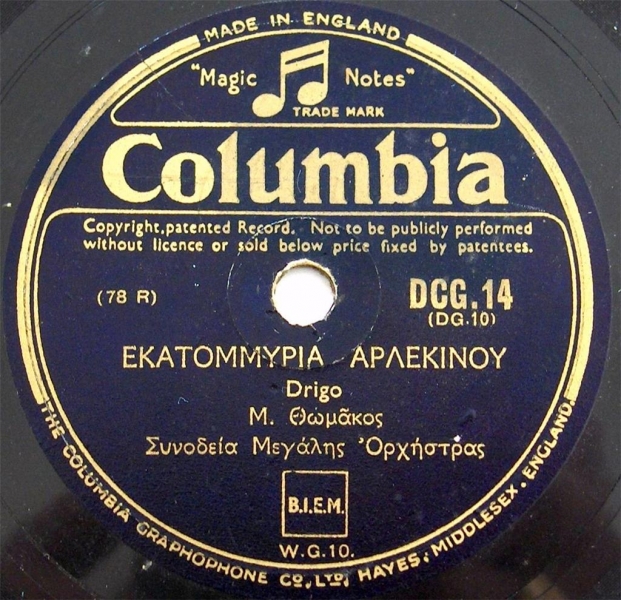 MADE IN ENGLAND
"Magic Notes"
TRADE MARK
Columbia
Copyright,patented Record. Not to be publicly performed
without licence or sold below price fixed by patentees.
(78 R)
DCG.14
(DG.10)
ΕΚΑΤΟΜΜΥΡΙΑ ΑΡΛΕΚΙΝΟΥ
Drigo
Μ. Θωμᾶκος
Συνοδεία Μεγάλης Ὀρχήστρας
B.I.E.M.
W.G.10.
THE COLUMBIA GRAPHOPHONE CO., LTD; HAYES, MIDDLESEX, ENGLAND.